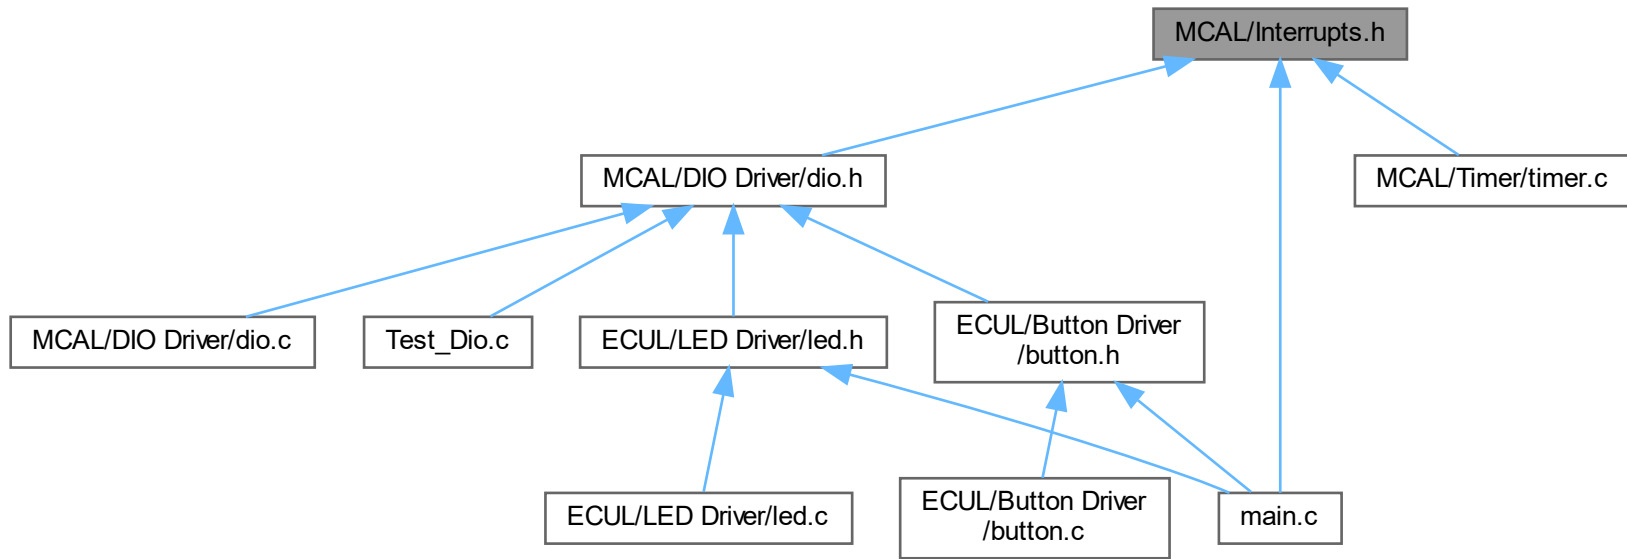 MCAL/Interrupts.h
MCAL/DIO Driver/dio.h
MCAL/Timer/timer.c
MCAL/DIO Driver/dio.c
Test_Dio.c
ECUL/LED Driver/led.h
ECUL/Button Driver
/button.h
ECUL/LED Driver/led.c
ECUL/Button Driver
/button.c
main.c